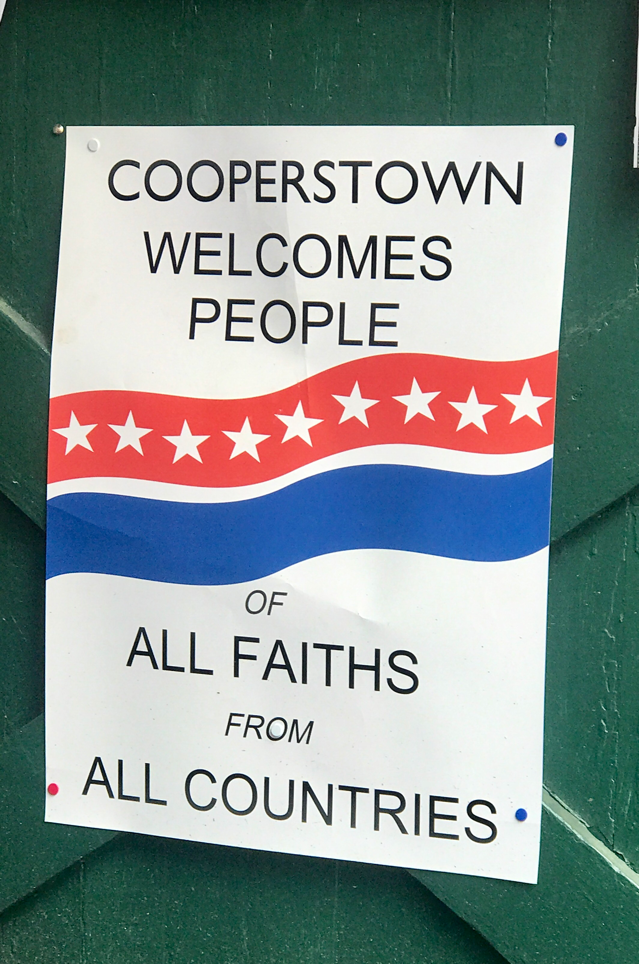 COOPERSTOWN
WELCOMES
PEOPLE
OF
ALL FAITHS
FROM
ALL COUNTRIES